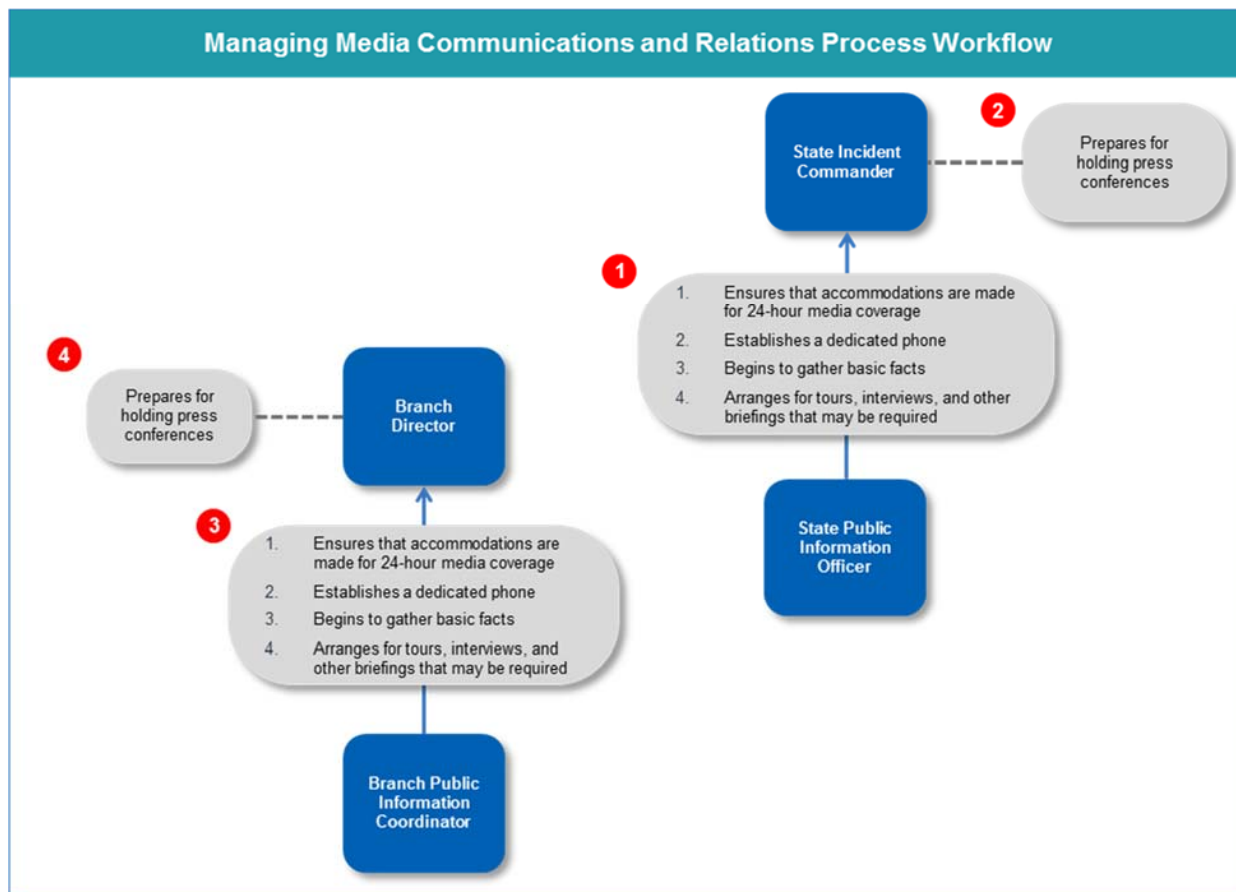 Managing Media Communications and Relations Process Workflow
2
State Incident
Commander
Prepares for
holding press
conferences
1
1. Ensures that accommodations are made
for 24-hour media coverage
2. Establishes a dedicated phone
3. Begins to gather basic facts
4. Arranges for tours, interviews, and other
briefings that may be required
State Public
Information
Officer
4
Prepares for
holding press
conferences
Branch
Director
3
1. Ensures that accommodations are
made for 24-hour media coverage
2. Establishes a dedicated phone
3. Begins to gather basic facts
4. Arranges for tours, interviews, and
other briefings that may be required
Branch Public
Information
Coordinator